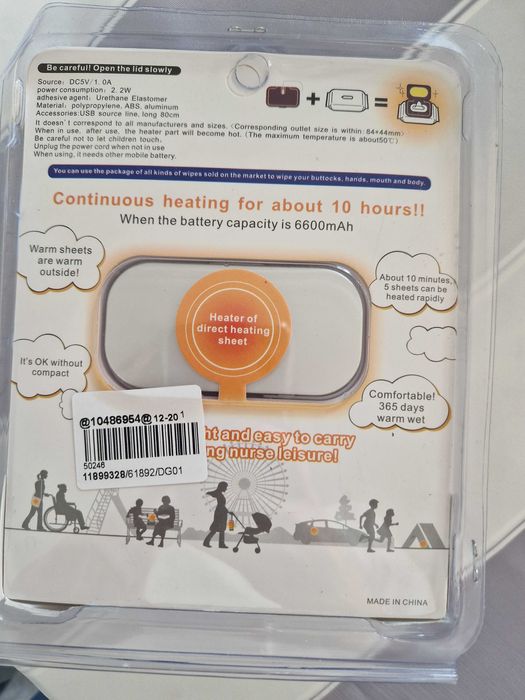 Be careful! Open the lid slowly
Source: DC5V/1.0A
power consumption: 2.2W
adhesive agent: Urethane Elastomer
Material: polypropylene, ABS, aluminum
Accessories:USB source line, long 80cm
It doesn't correspond to all manufacturers and sizes. <Corresponding outlet size is within: 84*44mm>
When in use, after use, the heater part will become hot. (The maximum temperature is about50℃)
Be careful not to let children touch.
Unplug the power cord when not in use
When using, it needs other mobile battery.
You can use the package of all kinds of wipes sold on the market to wipe your buttocks, hands, mouth and body.
Continuous heating for about 10 hours!!
When the battery capacity is 6600mAh
Warm sheets
are warm
outside!
About 10 minutes,
5 sheets can be
heated rapidly
Heater of
direct heating
sheet
It's OK without
compact
Comfortable!
365 days
warm wet
@10486954@ 12-20 1
50246
11899328/61892/DG01
ht and easy to carry
ng nurse leisure!
MADE IN CHINA